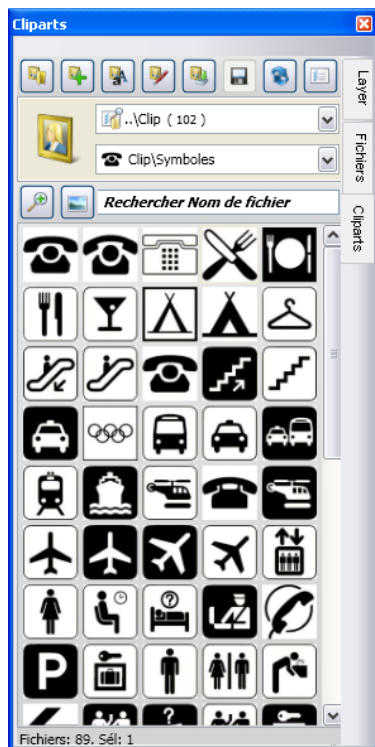 Cliparts
Layer
Fichiers
Cliparts
..\Clip ( 102 )
Clip\Symboles
Rechercher Nom de fichier
?
P
?
Fichiers: 89, Sél: 1